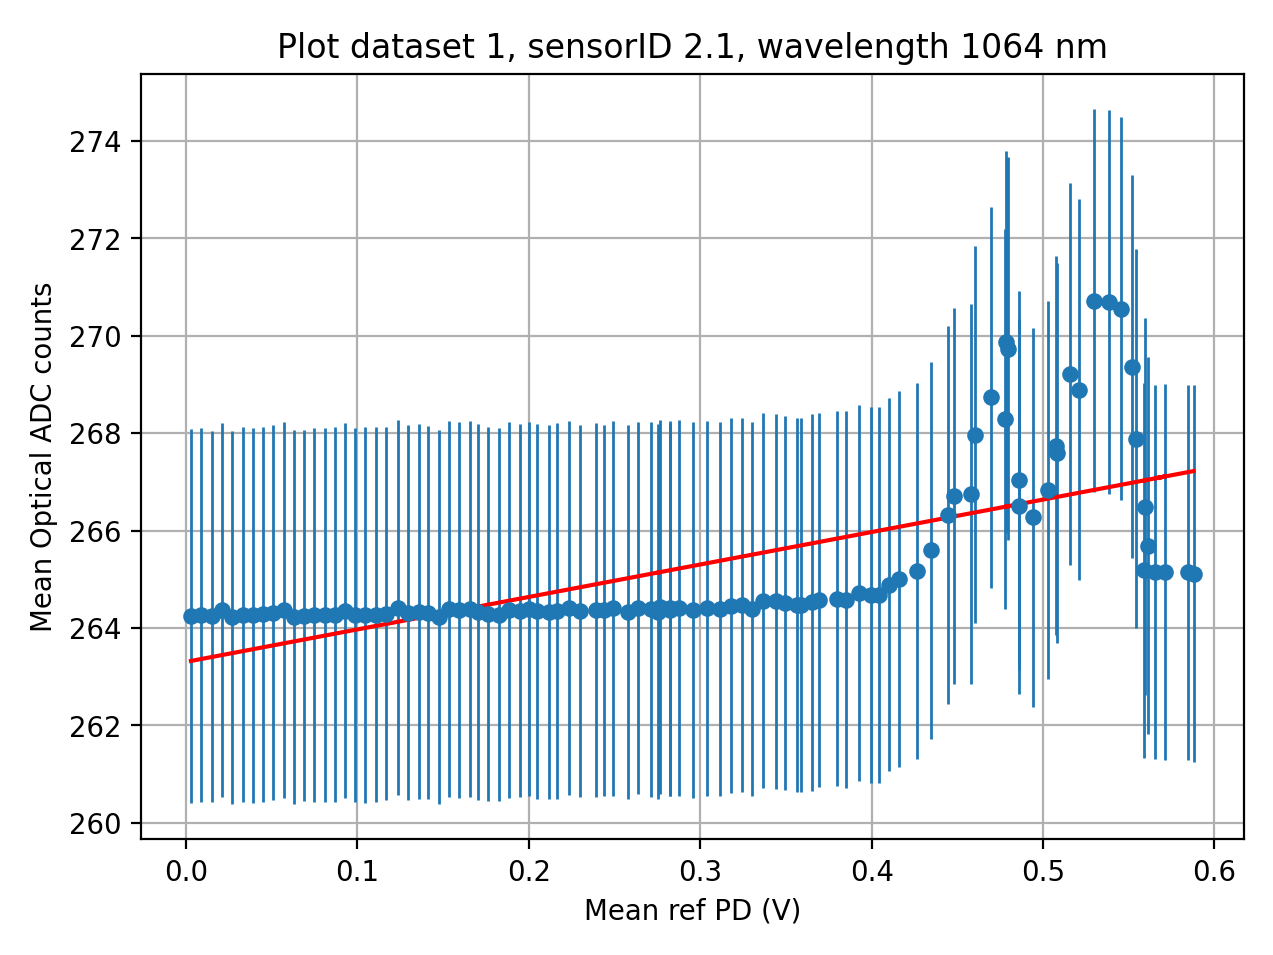 Plot dataset 1, sensorID 2.1, wavelength 1064 nm
Mean Optical ADC counts
274
272
270
268
266
264
262
260
0.0 0.1 0.2 0.3 0.4 0.5 0.6
Mean ref PD (V)